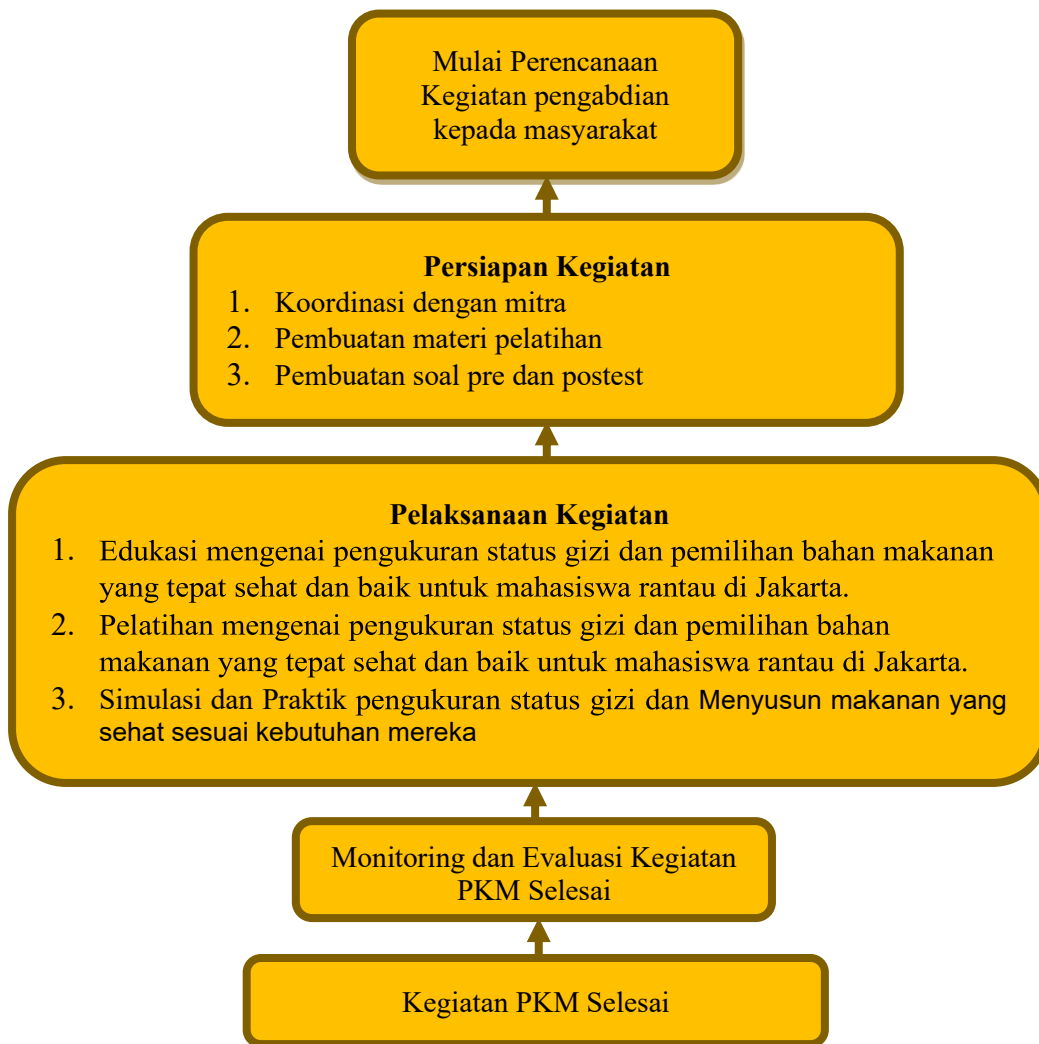 Mulai Perencanaan
Kegiatan pengabdian
kepada masyarakat
Persiapan Kegiatan
1. Koordinasi dengan mitra
2. Pembuatan materi pelatihan
3. Pembuatan soal pre dan postest
Pelaksanaan Kegiatan
1. Edukasi mengenai pengukuran status gizi dan pemilihan bahan makanan
yang tepat sehat dan baik untuk mahasiswa rantau di Jakarta.
2. Pelatihan mengenai pengukuran status gizi dan pemilihan bahan
makanan yang tepat sehat dan baik untuk mahasiswa rantau di Jakarta.
3. Simulasi dan Praktik pengukuran status gizi dan Menyusun makanan yang
sehat sesuai kebutuhan mereka
Monitoring dan Evaluasi Kegiatan
PKM Selesai
Kegiatan PKM Selesai